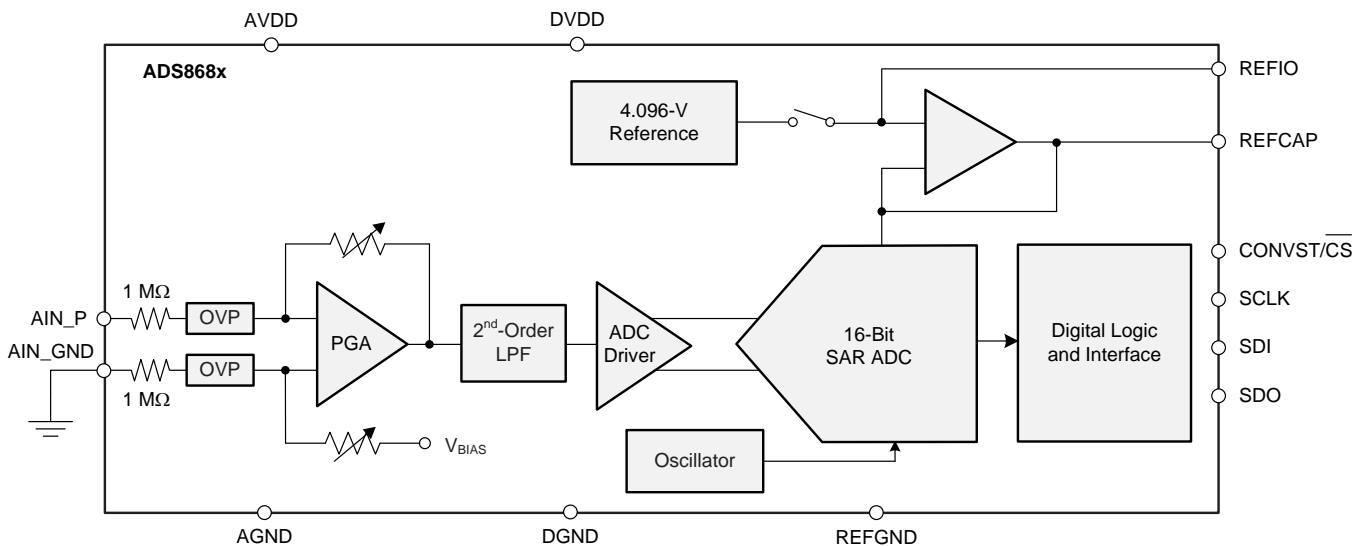 AVDD
DVDD
ADS868x
REFIO
4.096-V
Reference
REFCAP
CONVST/C̅S̅
1 MΩ
OVP
AIN_P
SCLK
AIN_GND
OVP
1 MΩ
PGA
2nd-Order
LPF
ADC
Driver
16-Bit
SAR ADC
Digital Logic
and Interface
SDI
SDO
VBIAS
Oscillator
AGND
DGND
REFGND